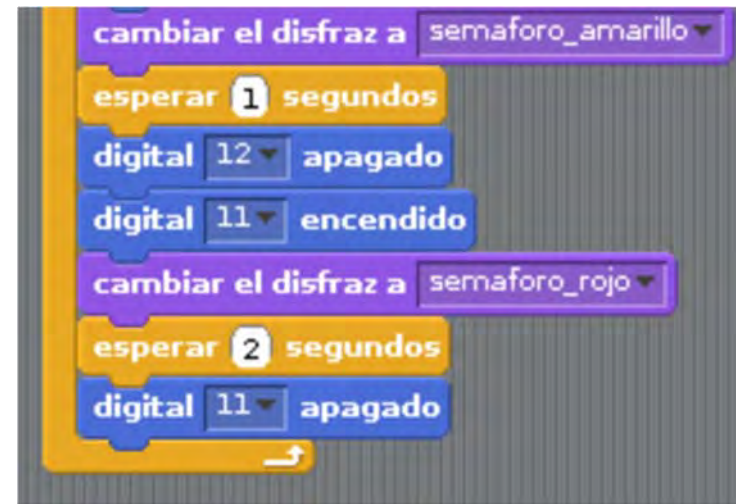 cambiar el disfraz a semaforo_amarillo
esperar 1 segundos
digital 12 apagado
digital 11 encendido
cambiar el disfraz a semaforo_rojo
esperar 2 segundos
digital 11 apagado